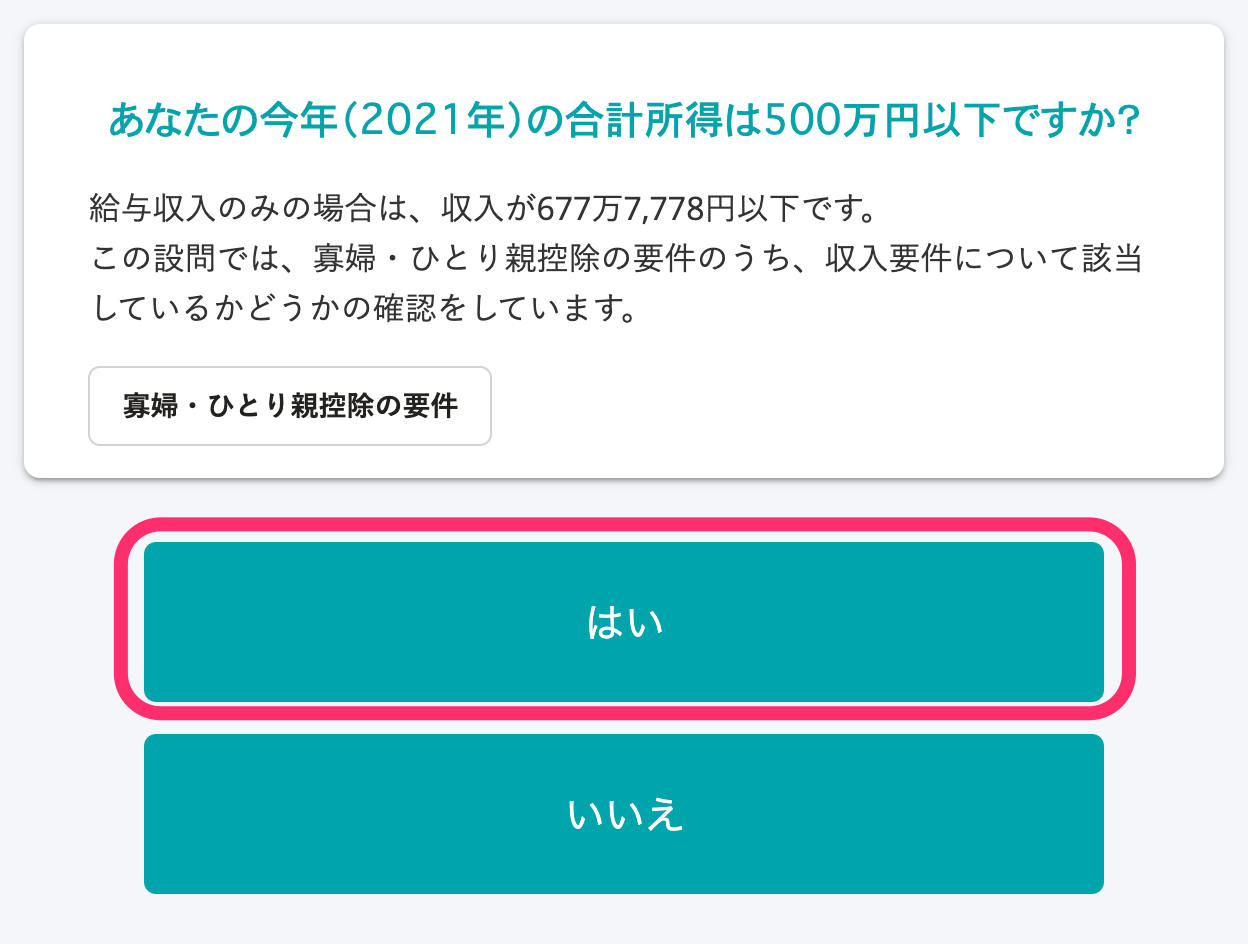 あなたの今年(2021年)の合計所得は500万円以下ですか?
給与収入のみの場合は、収入が677万7,778円以下です。
この設問では、寡婦・ひとり親控除の要件のうち、収入要件について該当
しているかどうかの確認をしています。
寡婦・ひとり親控除の要件
はい
いいえ